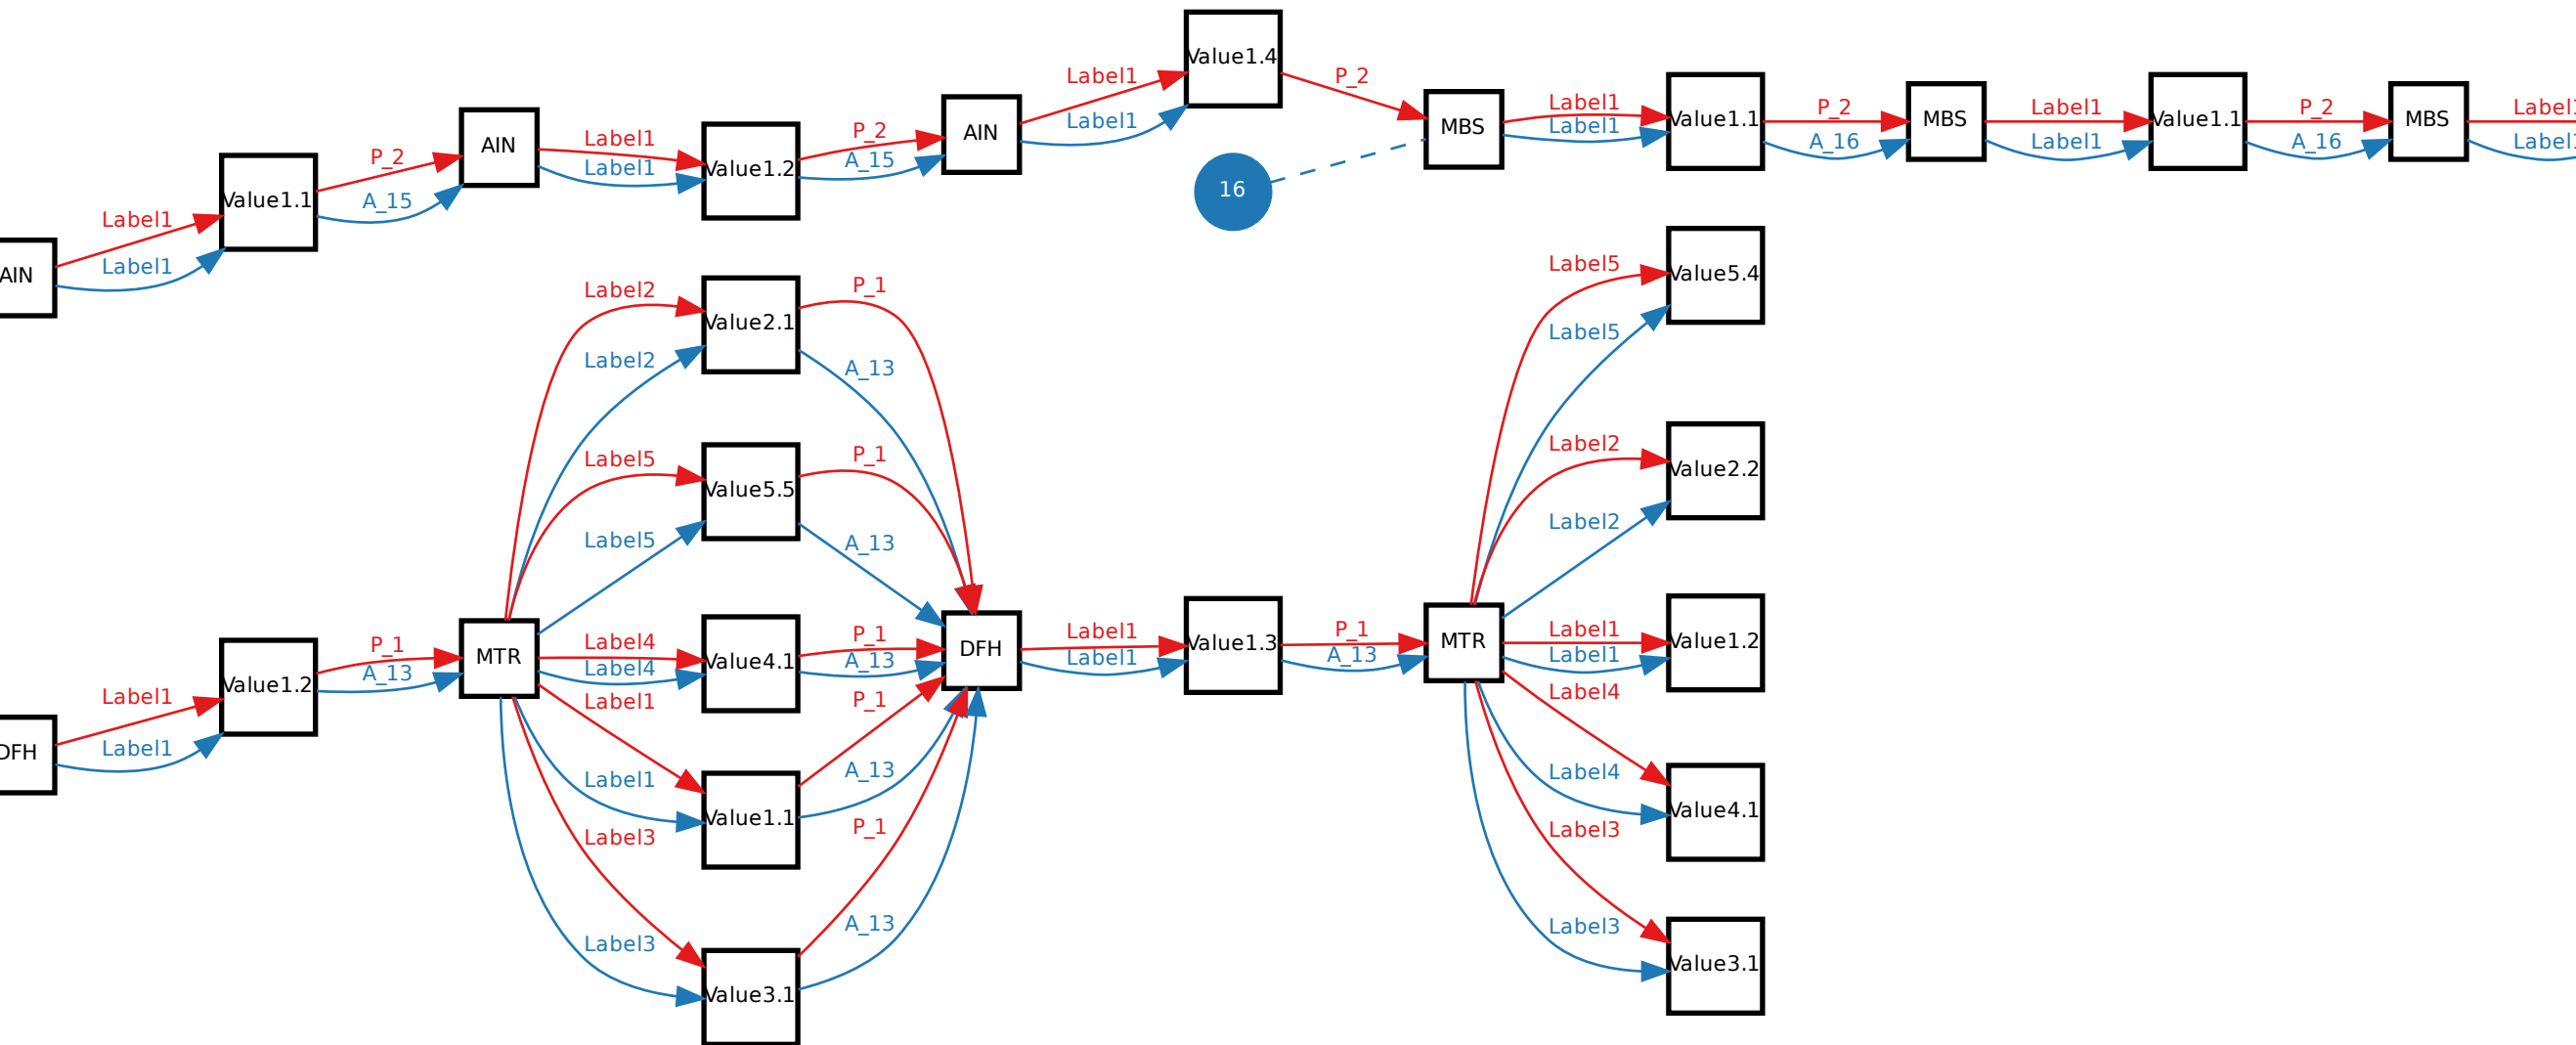 AIN
Label1
Label1
Value1.1
P_2
A_15
AIN
Label1
Label1
Value1.2
P_2
A_15
AIN
Label1
Label1
Value1.4
P_2
16
MBS
Label1
Label1
Value1.1
P_2
A_16
MBS
Label1
Label1
Value1.1
P_2
A_16
MBS
DFH
Label1
Label1
Value1.2
P_1
A_13
MTR
Label2
Label2
Value2.1
P_1
A_13
Label5
Label5
Value5.5
P_1
A_13
Label4
Label4
Value4.1
P_1
A_13
Label1
Label1
Value1.1
P_1
A_13
Label3
Label3
Value3.1
P_1
A_13
DFH
Label1
Label1
Value1.3
P_1
A_13
MTR
Label5
Label5
Value5.4
Label2
Label2
Value2.2
Label1
Label1
Value1.2
Label4
Label4
Value4.1
Label3
Label3
Value3.1